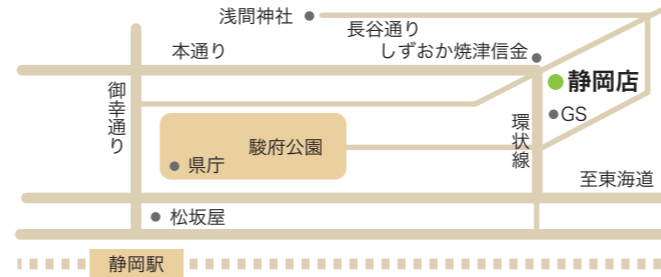 浅間神社
長谷通り
本通り
しずおか焼津信金
静岡店
御幸通り
GS
環状線
駿府公園
県庁
至東海道
松坂屋
静岡駅